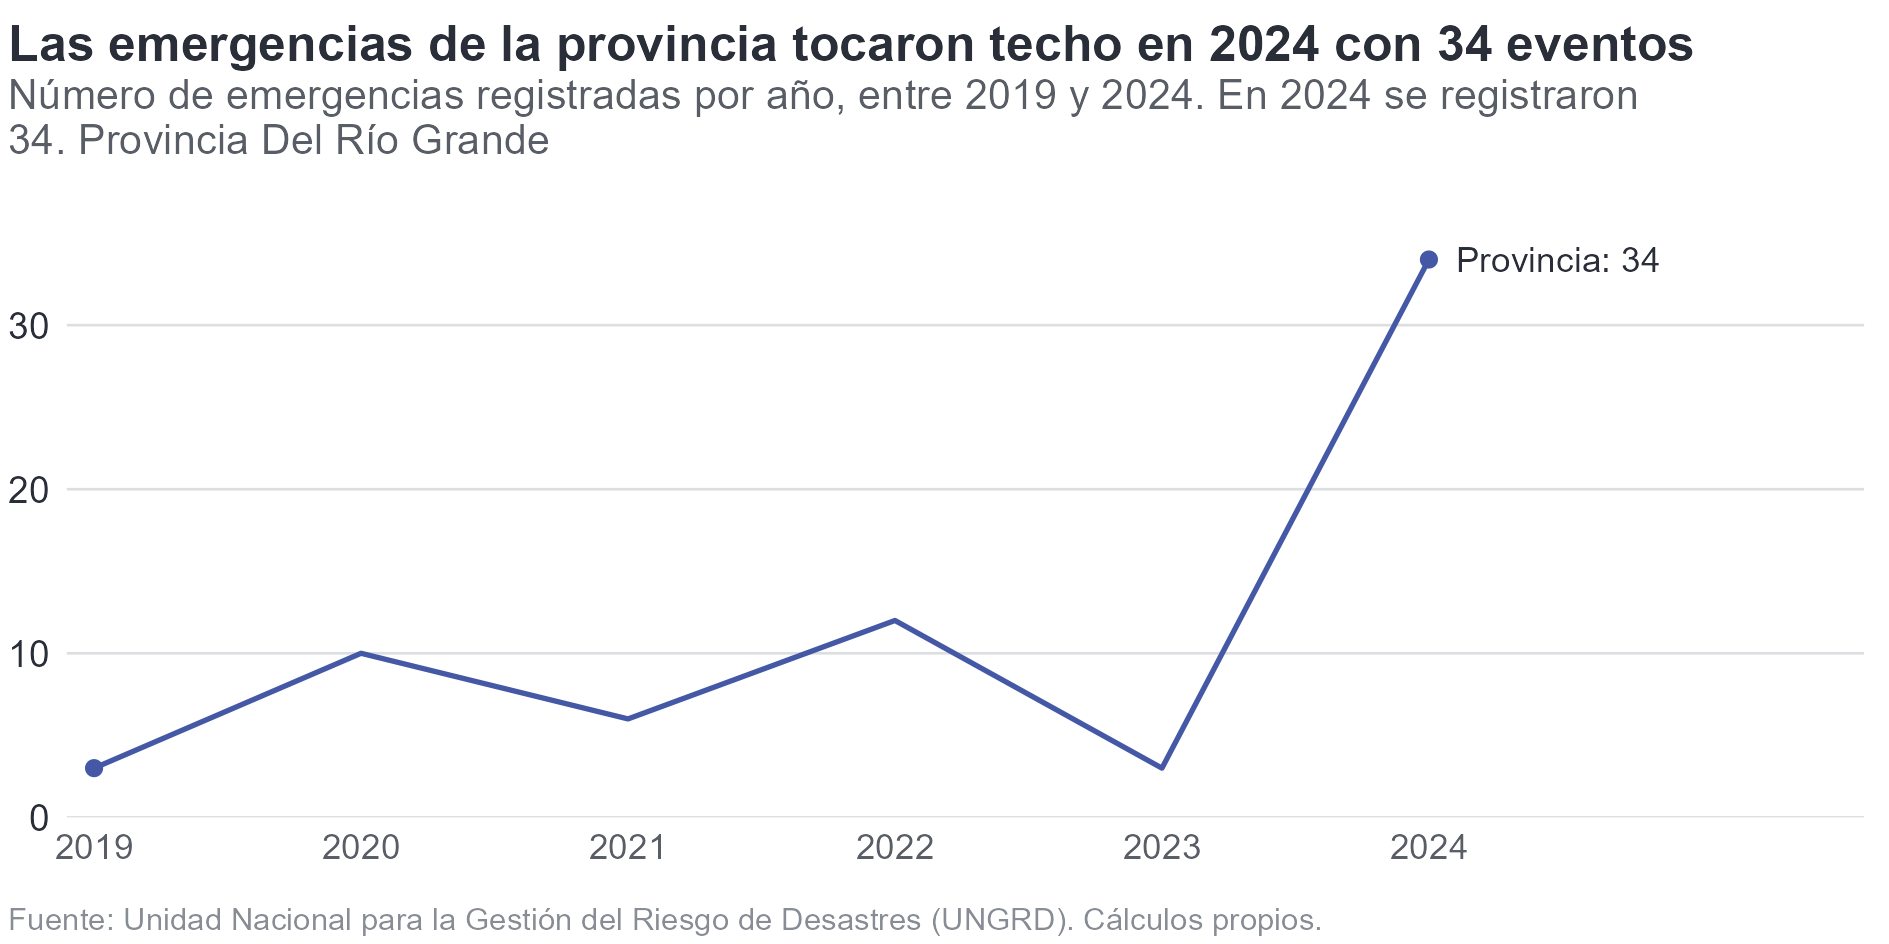 Las emergencias de la provincia tocaron techo en 2024 con 34 eventos
Número de emergencias registradas por año, entre 2019 y 2024. En 2024 se registraron
34. Provincia Del Río Grande
Provincia: 34
30
20
10
0
2019 2020 2021 2022 2023 2024
Fuente: Unidad Nacional para la Gestión del Riesgo de Desastres (UNGRD). Cálculos propios.